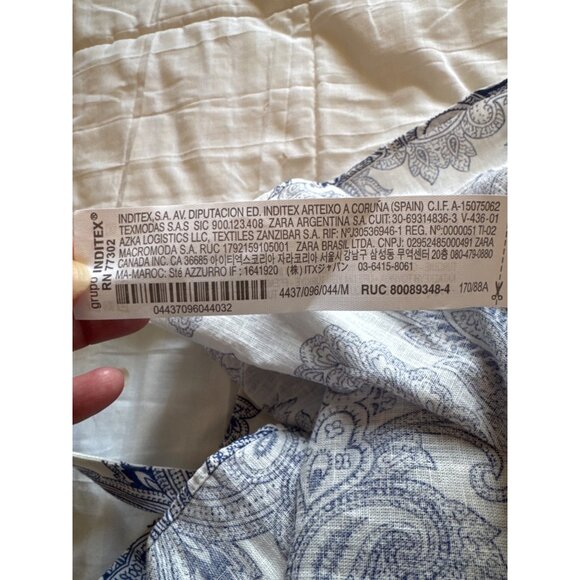 grupo INDITEX®
RN 77302
INDITEX,S.A. AV. DIPUTACION ED. INDITEX ARTEIXO A CORUÑA (SPAIN) C.I.F. A-15075062
TEXMODAS S.A.S SIC 900.123.408 ZARA ARGENTINA S.A CUIT: 30-69314836-3 V-436-01
AZKA LOGISTICS LLC, TEXTILES ZANZIBAR S.A. RIF: NºJ30536946-1 REG. Nº:0000051 TI-02
MACROMODA S.A. RUC 1792159105001 ZARA BRASIL LTDA. CNPJ: 02952485000491 ZARA
CANADA INC. CA 36685 아이티엑스코리아 자라코리아 서울시 강남구 삼성동 무역센터 20층 080-479-0880
MA-MAROC: Sté AZZURRO IF : 1641920 (株) ITXジャパン 03-6415-8061
04437096044032
4437/096/044/M RUC 80089348-4 170/88A